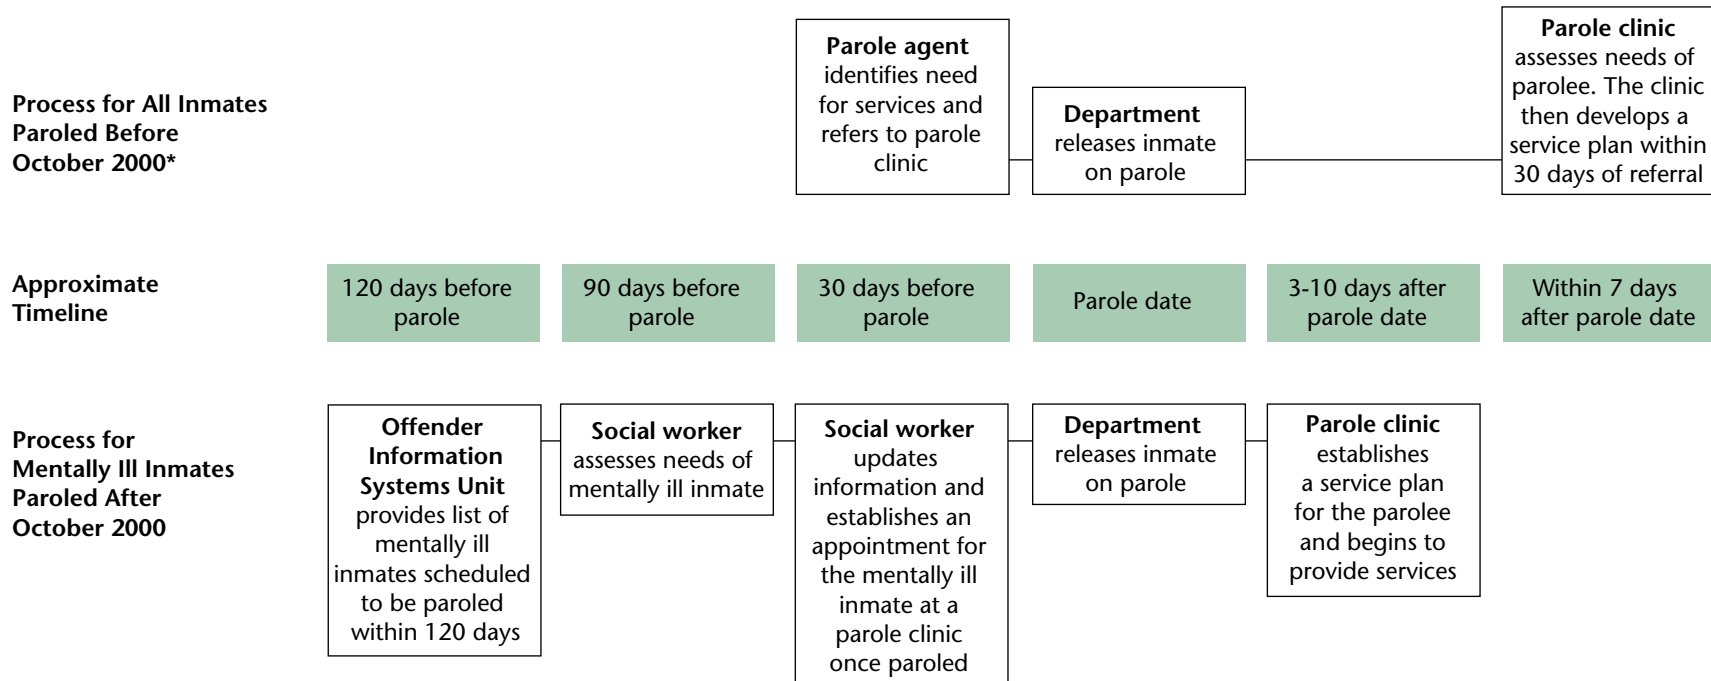 Process for All Inmates
Paroled Before
October 2000*
Parole agent
identifies need
for services and
refers to parole
clinic
Department
releases inmate
on parole
Parole clinic
assesses needs of
parolee. The clinic
then develops a
service plan within
30 days of referral
Approximate
Timeline
120 days before
parole
90 days before
parole
30 days before
parole
Parole date
3-10 days after
parole date
Within 7 days
after parole date
Process for
Mentally Ill Inmates
Paroled After
October 2000
Offender
Information
Systems Unit
provides list of
mentally ill
inmates scheduled
to be paroled
within 120 days
Social worker
assesses needs of
mentally ill inmate
Social worker
updates
information and
establishes an
appointment for
the mentally ill
inmate at a
parole clinic
once paroled
Department
releases inmate
on parole
Parole clinic
establishes
a service plan
for the parolee
and begins to
provide services